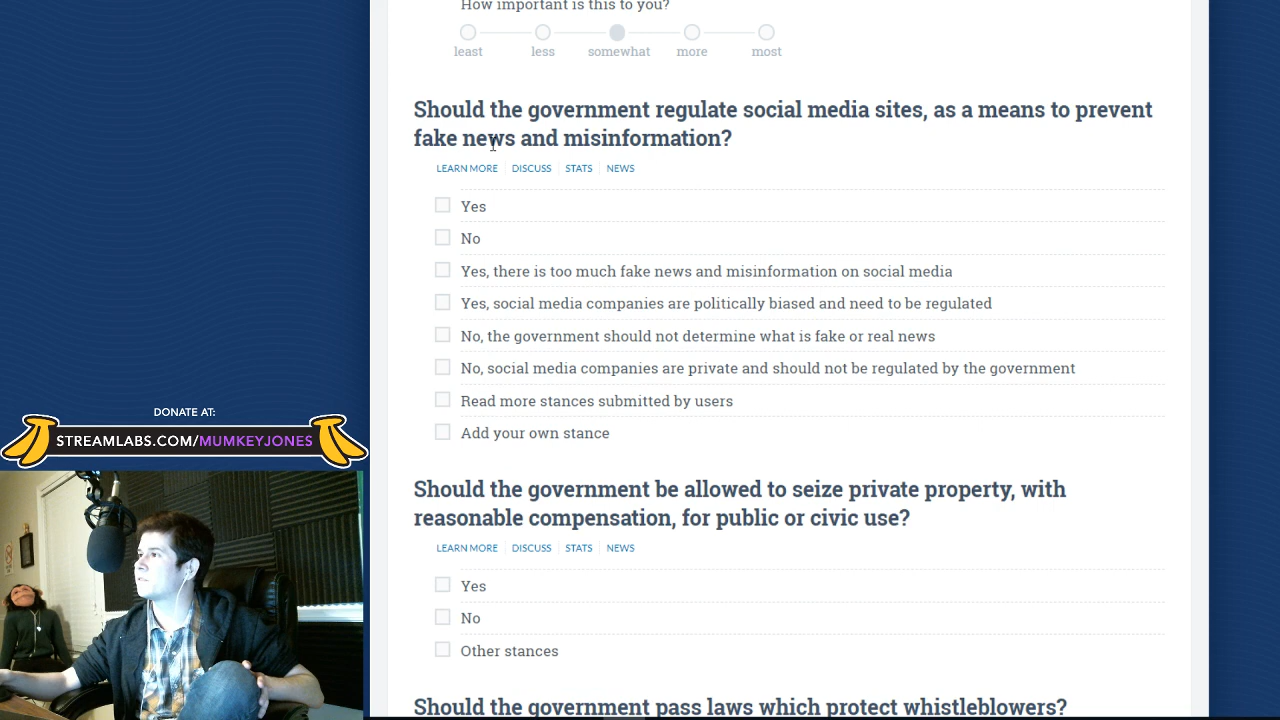 How important is this to you?
least less somewhat more most
Should the government regulate social media sites, as a means to prevent
fake news and misinformation?
LEARN MORE DISCUSS STATS NEWS
Yes
No
Yes, there is too much fake news and misinformation on social media
Yes, social media companies are politically biased and need to be regulated
No, the government should not determine what is fake or real news
No, social media companies are private and should not be regulated by the government
Read more stances submitted by users
Add your own stance
DONATE AT:
STREAMLABS.COM/MUMKEYJONES
Should the government be allowed to seize private property, with
reasonable compensation, for public or civic use?
LEARN MORE DISCUSS STATS NEWS
Yes
No
Other stances
Should the government pass laws which protect whistleblowers?